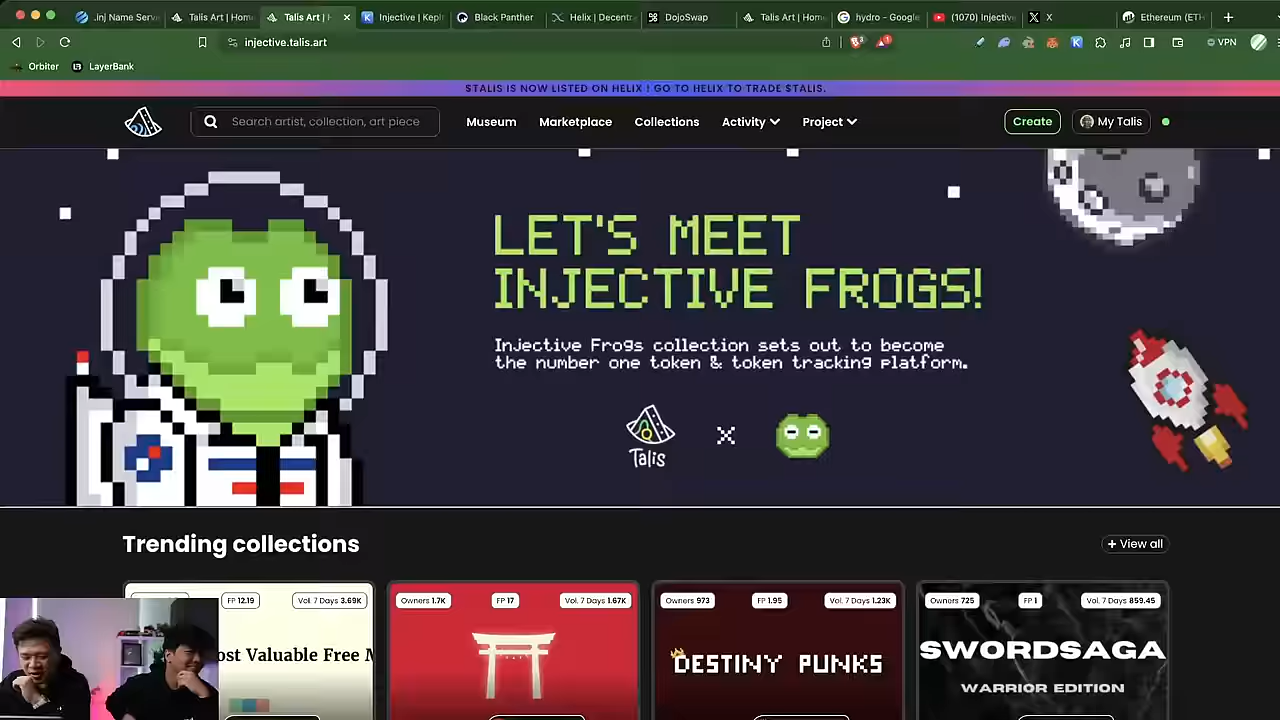 .inj Name Serv
Talis Art | Hom
Talis Art | H
Injective | Kepl
Black Panther
Helix | Decentr
DojoSwap
Talis Art | Hom
hydro - Google
(1070) Injectiv
X
Ethereum (ETH
injective.talis.art
3
1
VPN
Orbiter
LayerBank
$TALIS IS NOW LISTED ON HELIX ! GO TO HELIX TO TRADE $TALIS.
Search artist, collection, art piece
Museum
Marketplace
Collections
Activity
Project
Create
My Talis
LET'S MEET
INJECTIVE FROGS!
Injective Frogs collection sets out to become
the number one token & token tracking platform.
Talis
X
Trending collections
+ View all
FP 12.19
Vol. 7 Days 3.69K
Owners 1.7K
FP 17
Vol. 7 Days 1.67K
Owners 973
FP 1.95
Vol. 7 Days 1.23K
Owners 725
FP 1
Vol. 7 Days 859.45
ost Valuable Free M
DESTINY PUNKS
SWORDSAGA
WARRIOR EDITION